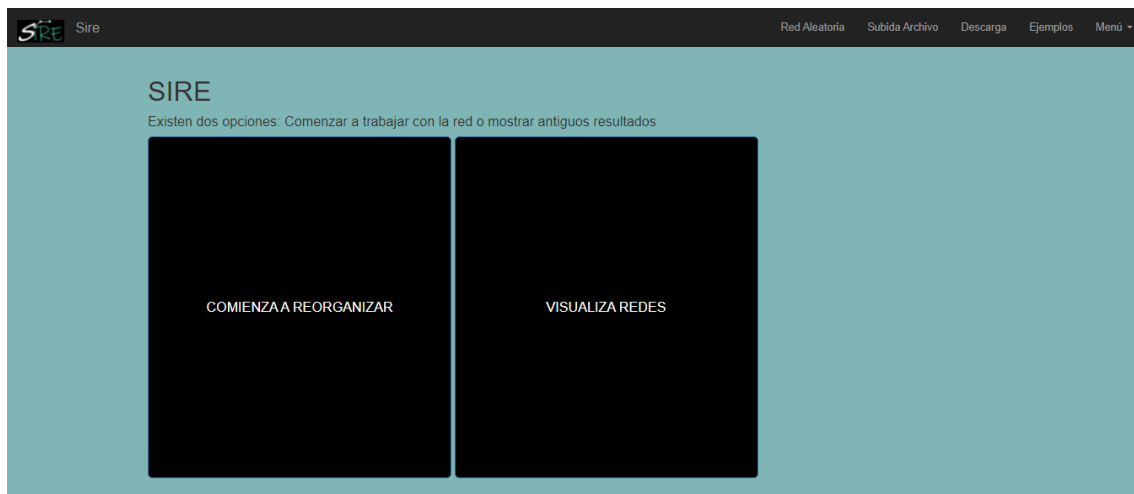 SiRE Sire Red Aleatoria Subida Archivo Descarga Ejemplos Menú
SIRE
Existen dos opciones: Comenzar a trabajar con la red o mostrar antiguos resultados
COMIENZA A REORGANIZAR VISUALIZA REDES